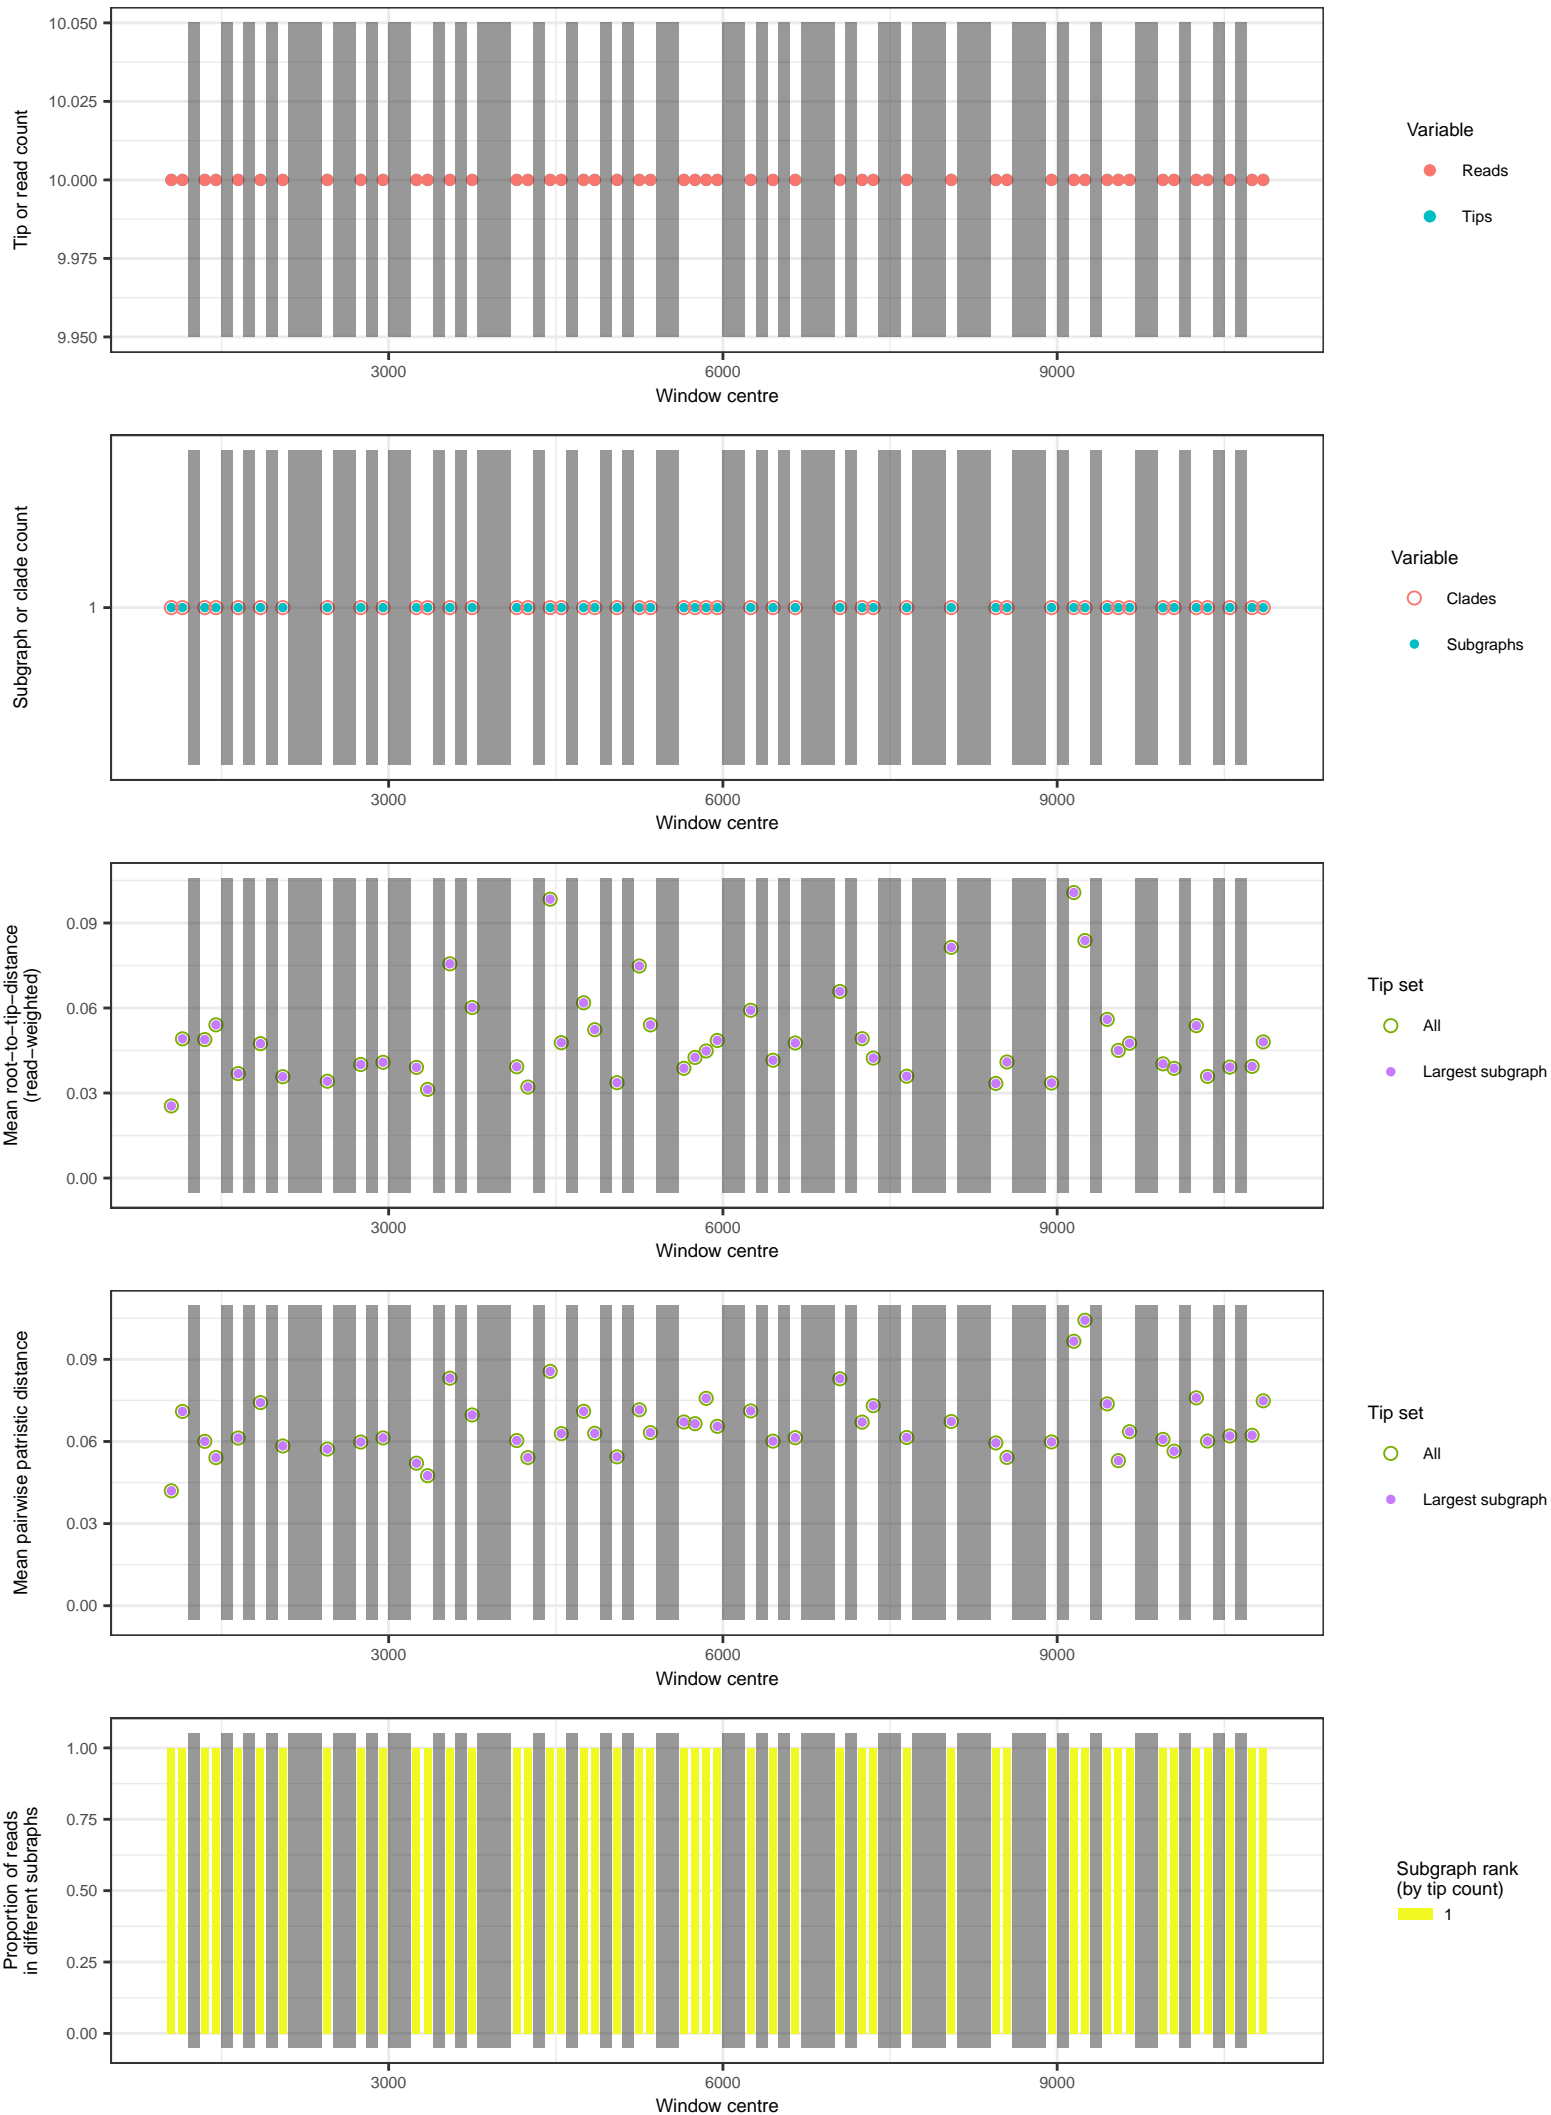 10.050
10.025
10.000
9.975
9.950
Tip or read count
3000
6000
9000
Window centre
Variable
Reads
Tips
1
Subgraph or clade count
3000
6000
9000
Window centre
Variable
Clades
Subgraphs
0.09
0.06
0.03
0.00
Mean root−to−tip−distance
(read−weighted)
3000
6000
9000
Window centre
Tip set
All
Largest subgraph
0.09
0.06
0.03
0.00
Mean pairwise patristic distance
3000
6000
9000
Window centre
Tip set
All
Largest subgraph
1.00
0.75
0.50
0.25
0.00
Proportion of reads
in different subraphs
3000
6000
9000
Window centre
Subgraph rank
(by tip count)
1